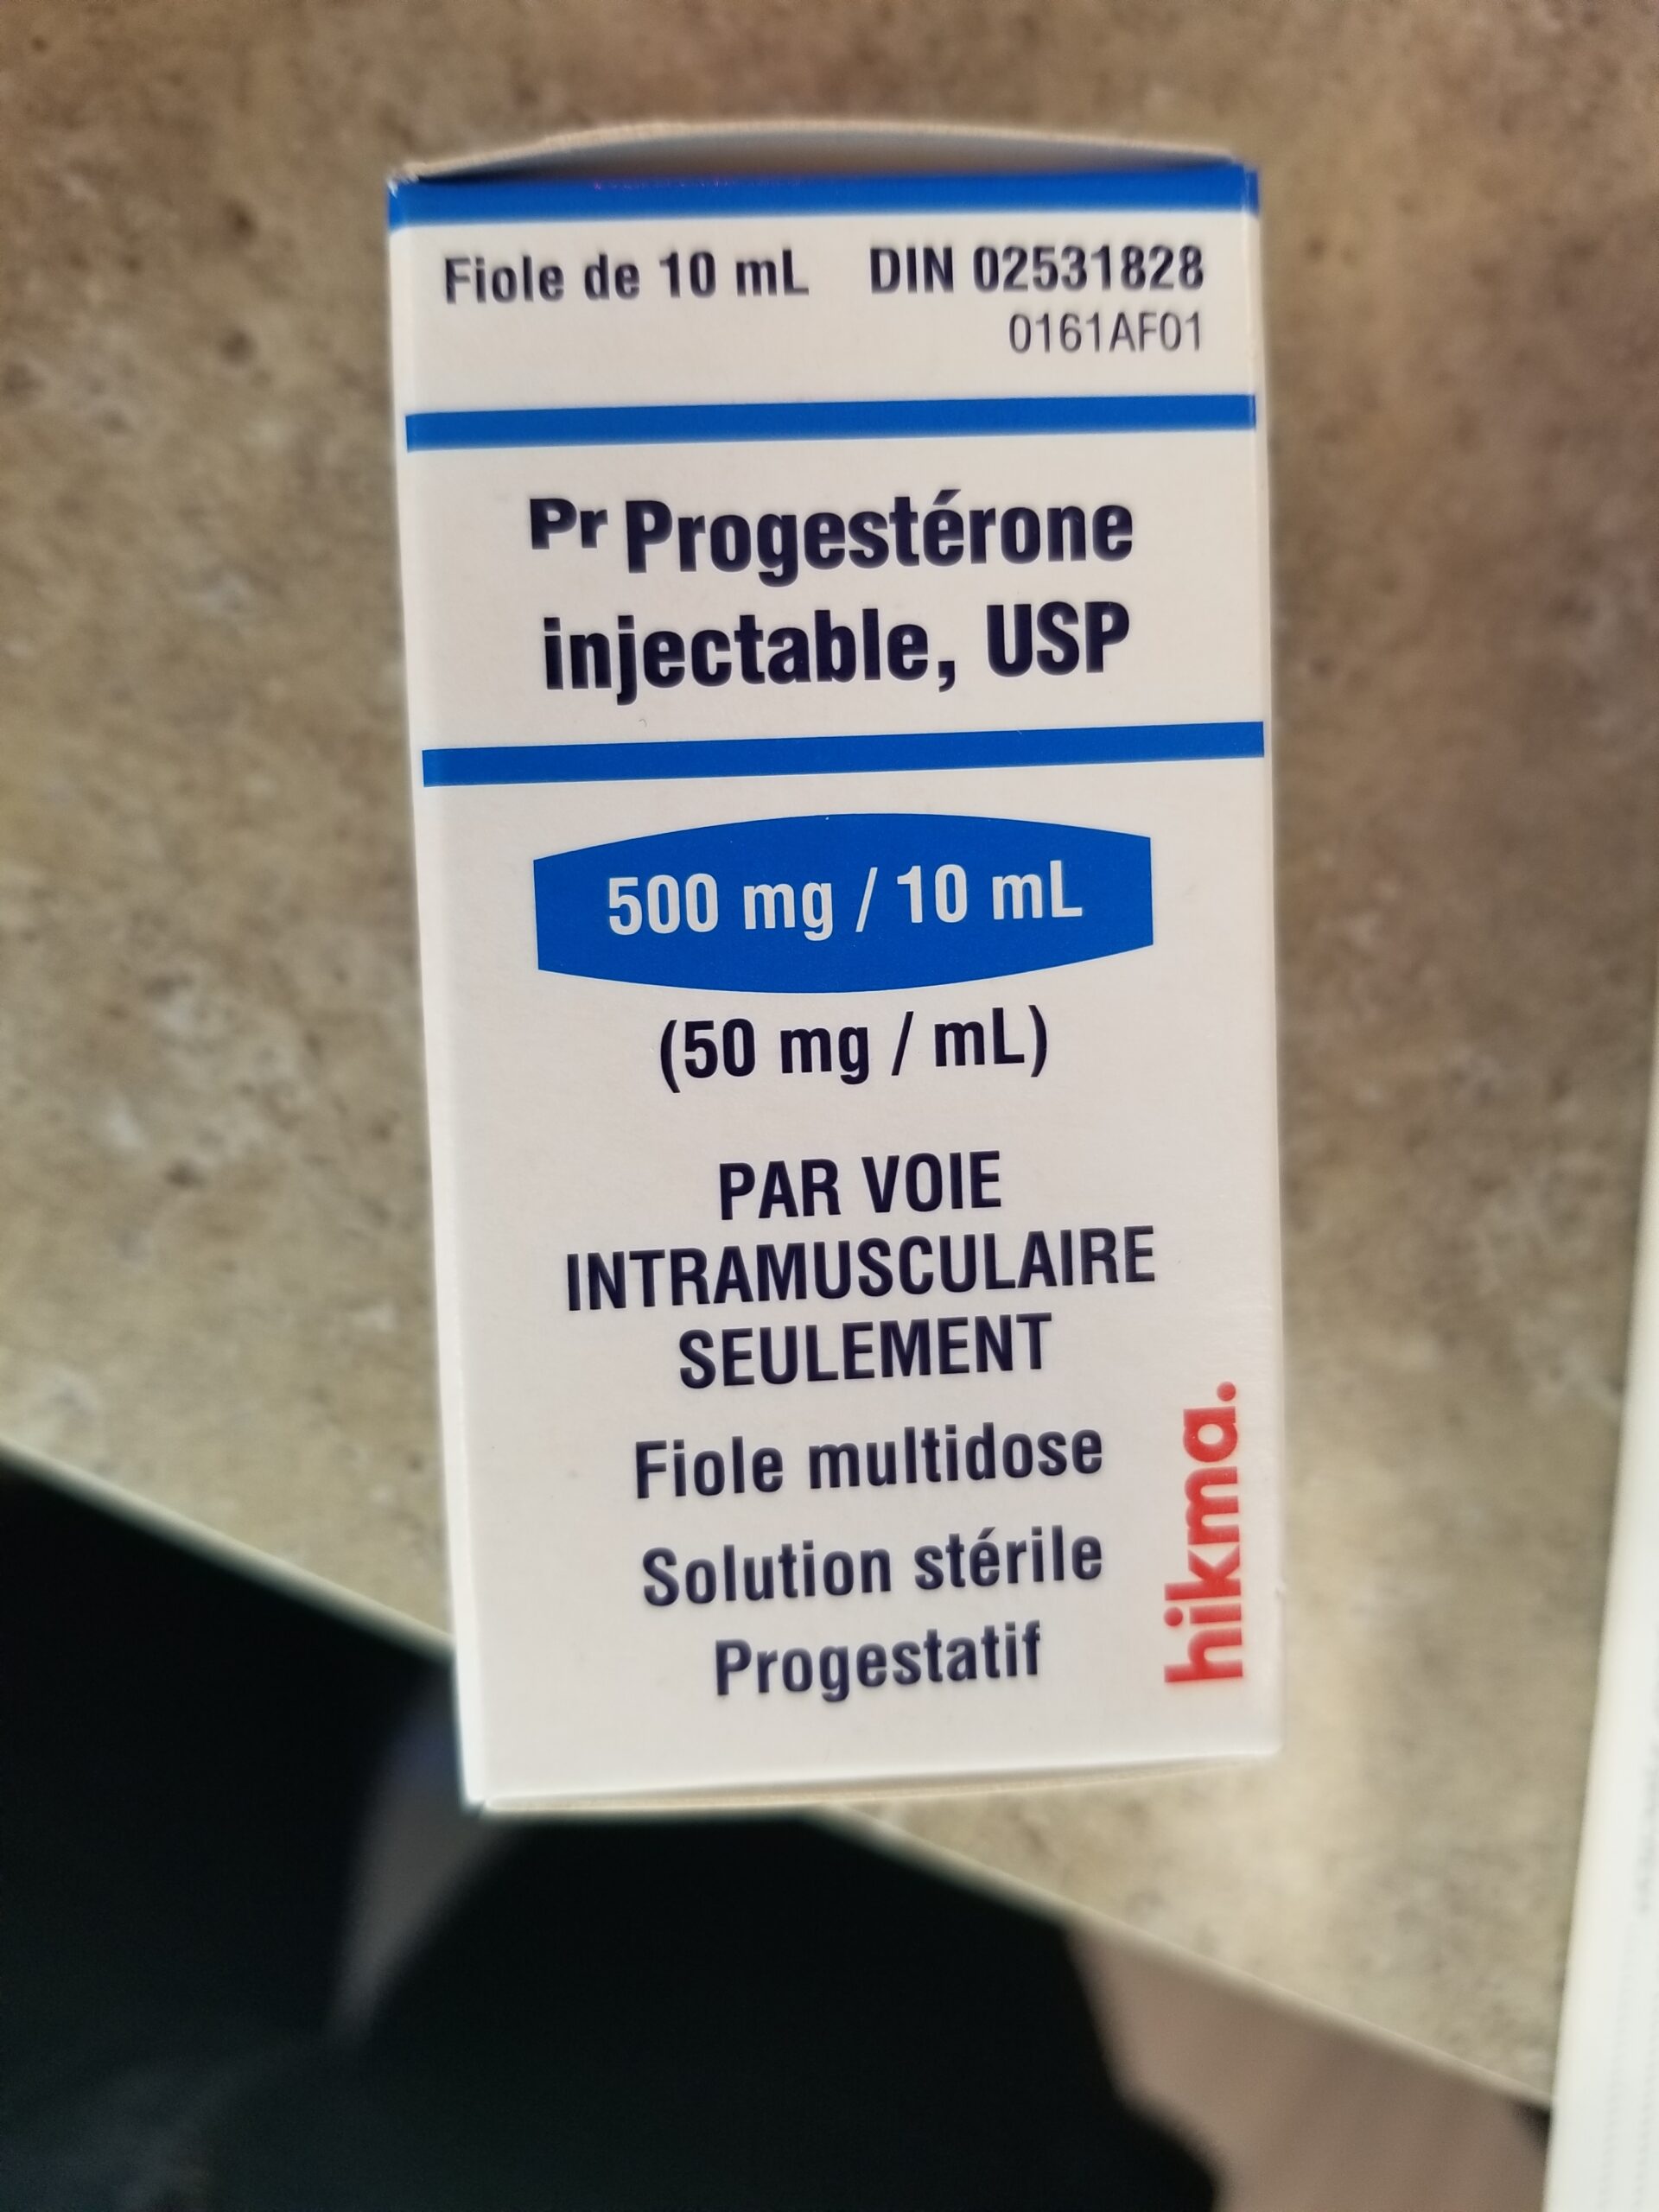 Fiole de 10 mL DIN 02531828
0161AF01
Pr Progestérone
injectable, USP
500 mg / 10 mL
(50 mg / mL)
PAR VOIE
INTRAMUSCULAIRE
SEULEMENT
Fiole multidose
Solution stérile
Progestatif
hikma.